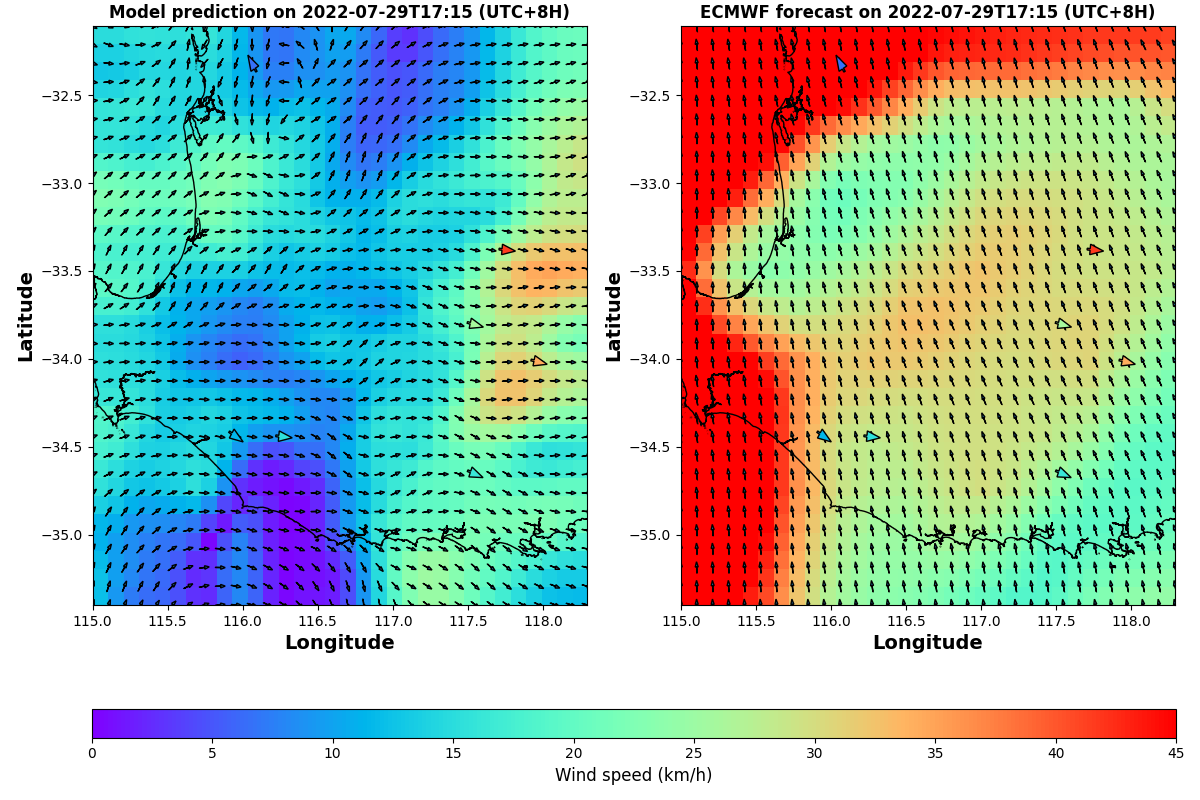 Model prediction on 2022-07-29T17:15 (UTC+8H)
ECMWF forecast on 2022-07-29T17:15 (UTC+8H)
Latitude
−32.5
−33.0
−33.5
−34.0
−34.5
−35.0
115.0 115.5 116.0 116.5 117.0 117.5 118.0
Longitude
Latitude
−32.5
−33.0
−33.5
−34.0
−34.5
−35.0
115.0 115.5 116.0 116.5 117.0 117.5 118.0
Longitude
0 5 10 15 20 25 30 35 40 45
Wind speed (km/h)